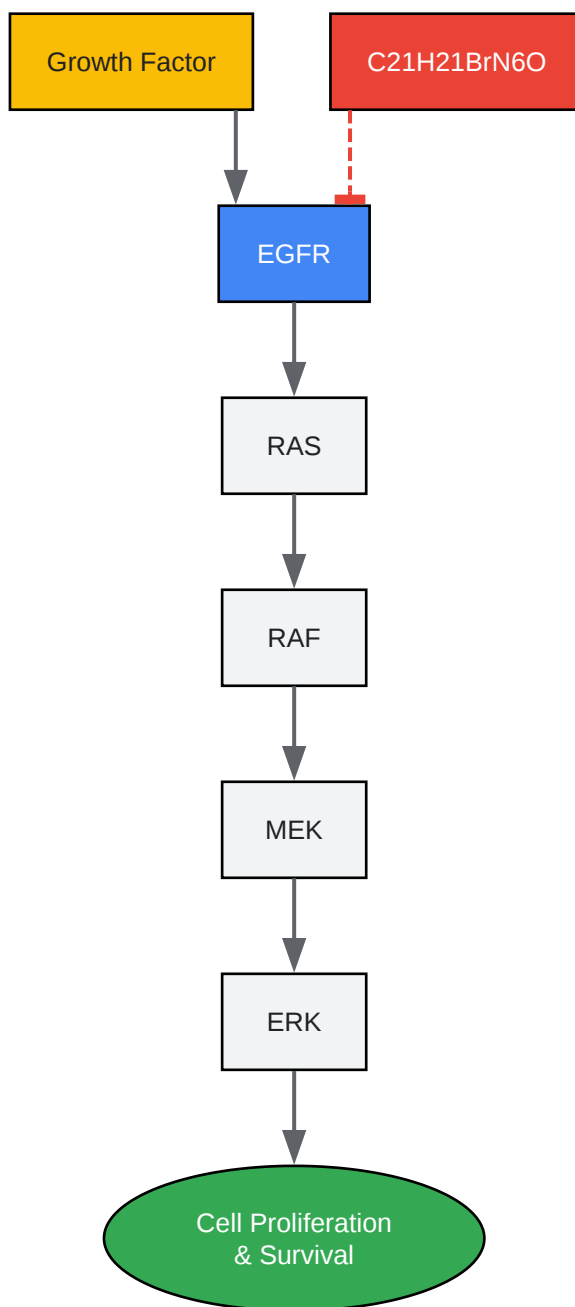 Growth Factor
C21H21BrN6O
EGFR
RAS
RAF
MEK
ERK
Cell Proliferation
& Survival